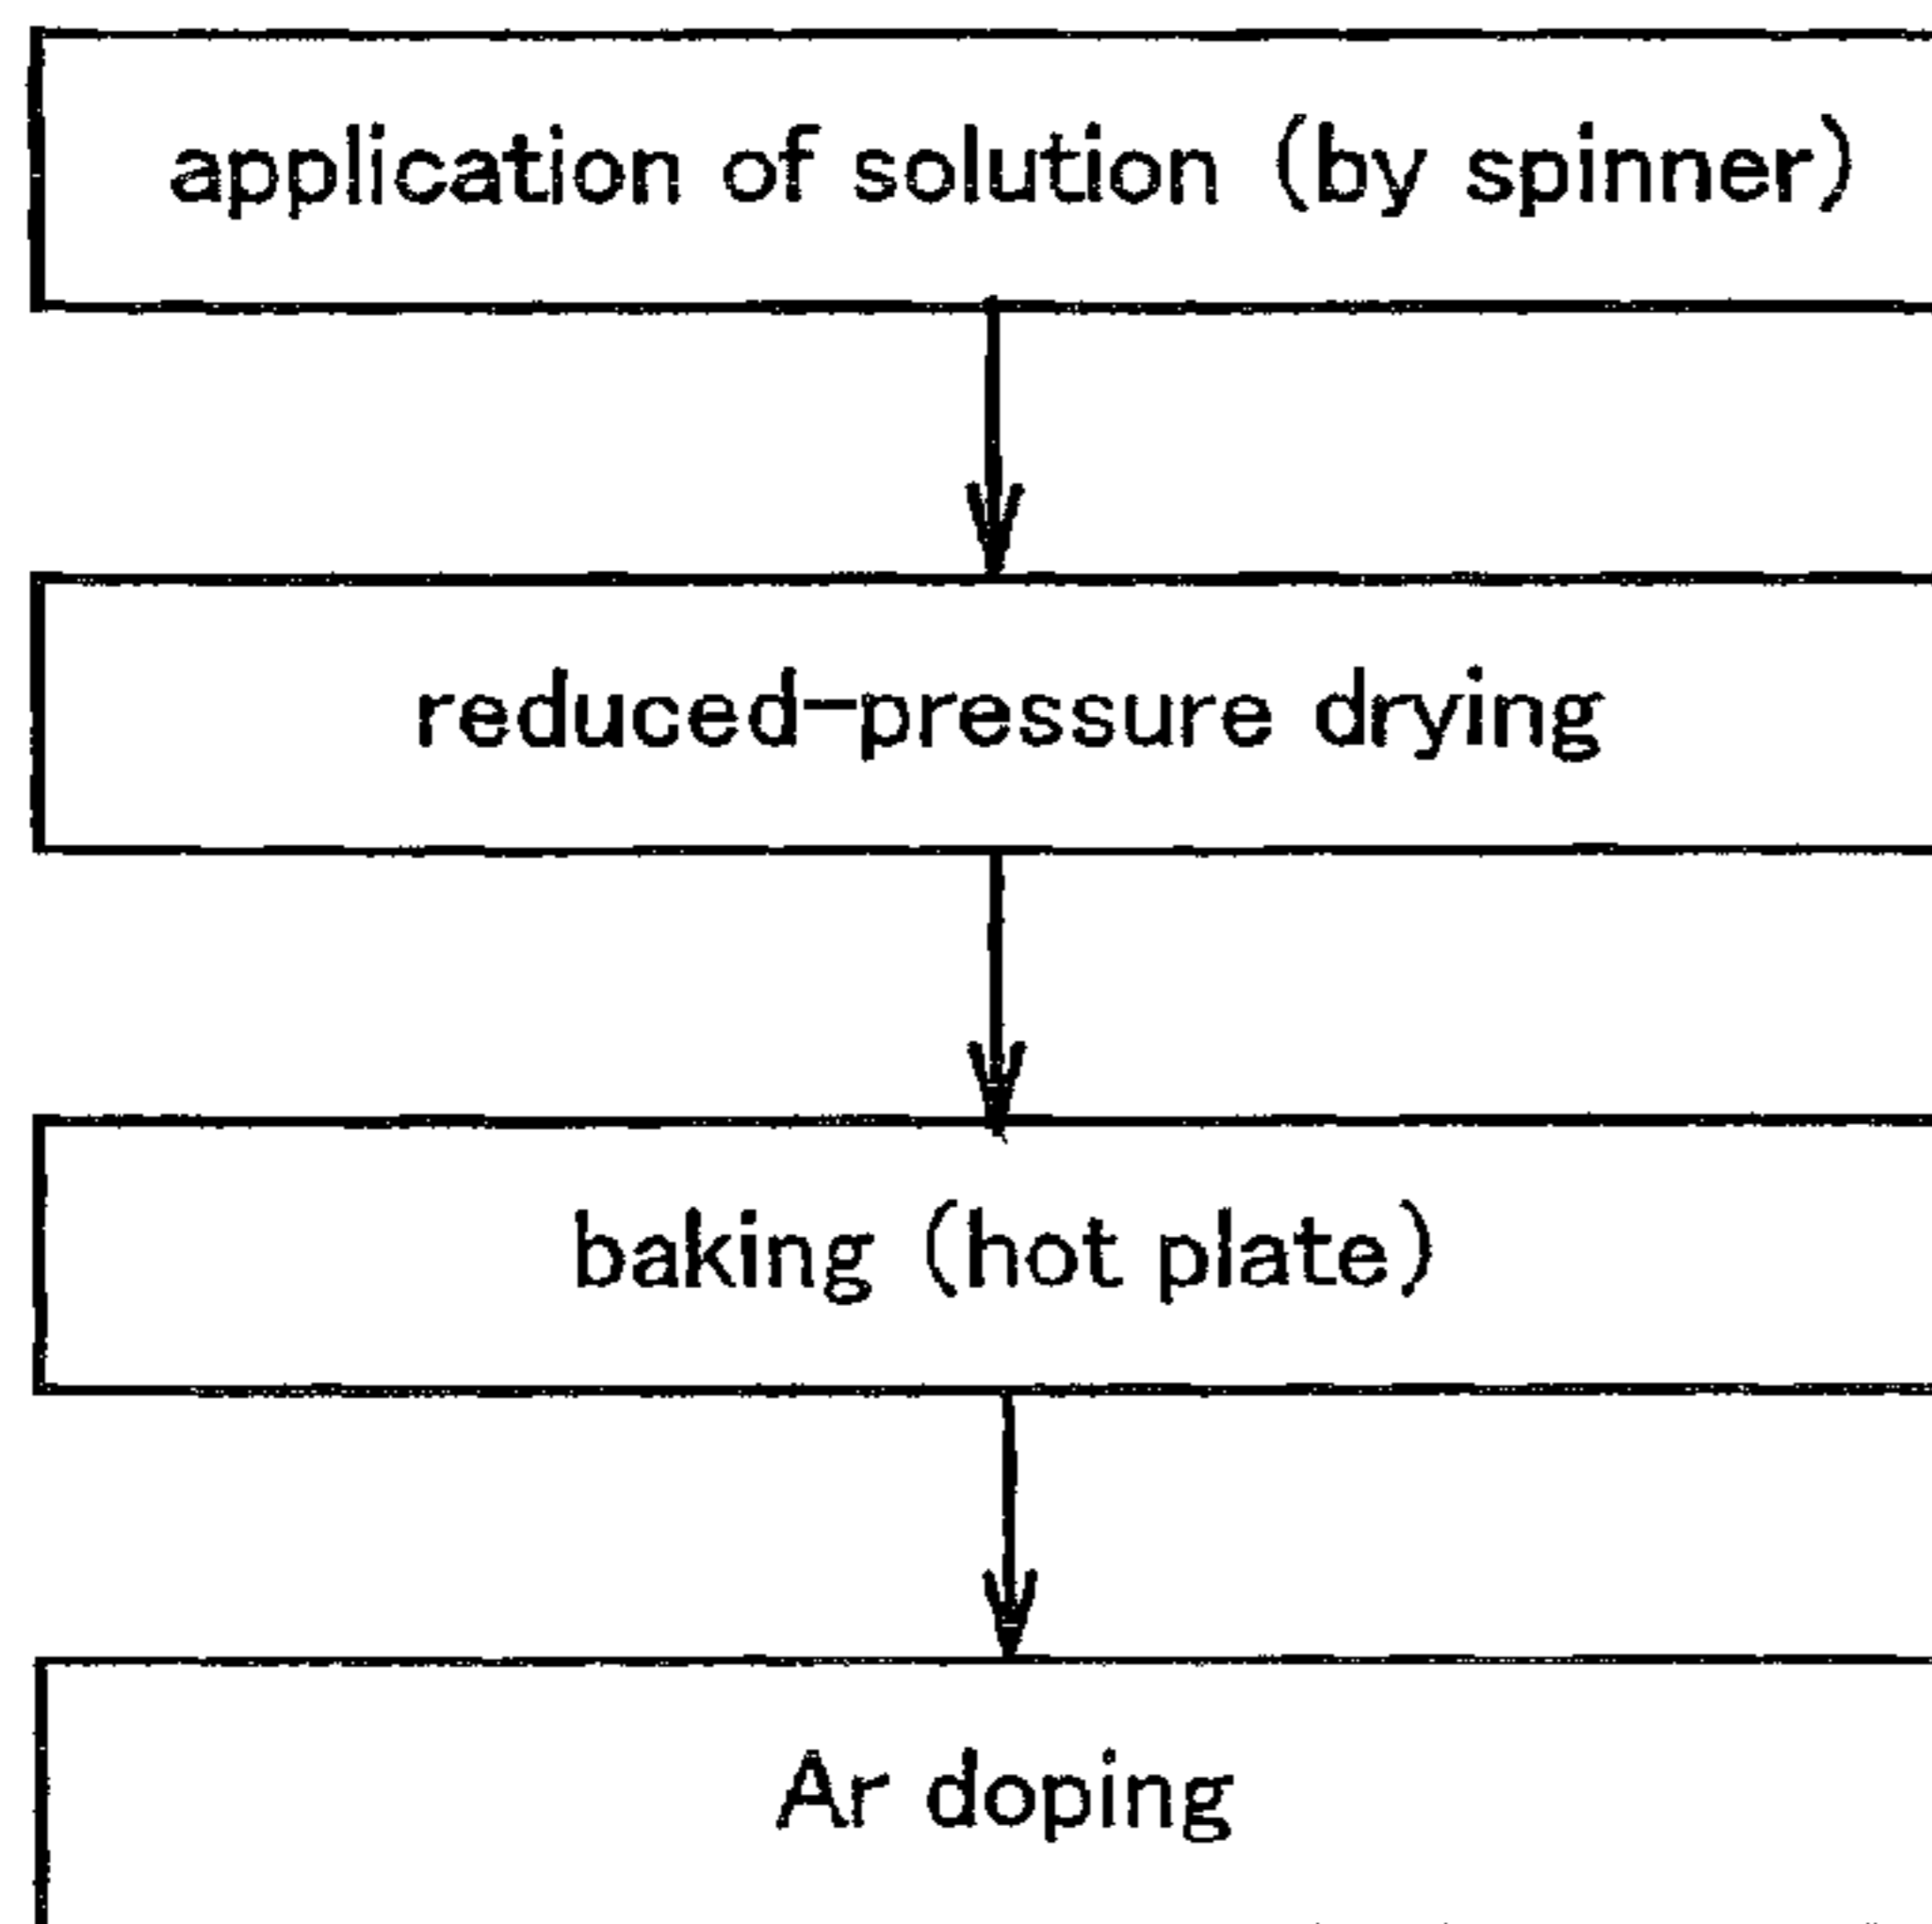 application of solution (by spinner)
reduced-pressure drying
baking (hot plate)
Ar doping